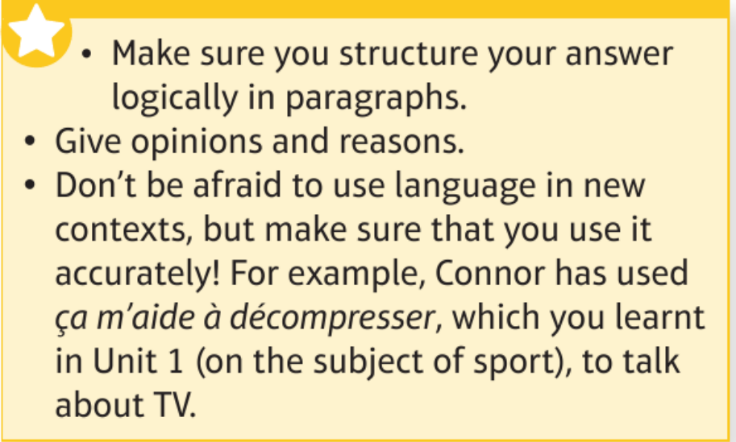 • Make sure you structure your answer
logically in paragraphs.
• Give opinions and reasons.
• Don't be afraid to use language in new
contexts, but make sure that you use it
accurately! For example, Connor has used
ça m'aide à décompresser, which you learnt
in Unit 1 (on the subject of sport), to talk
about TV.